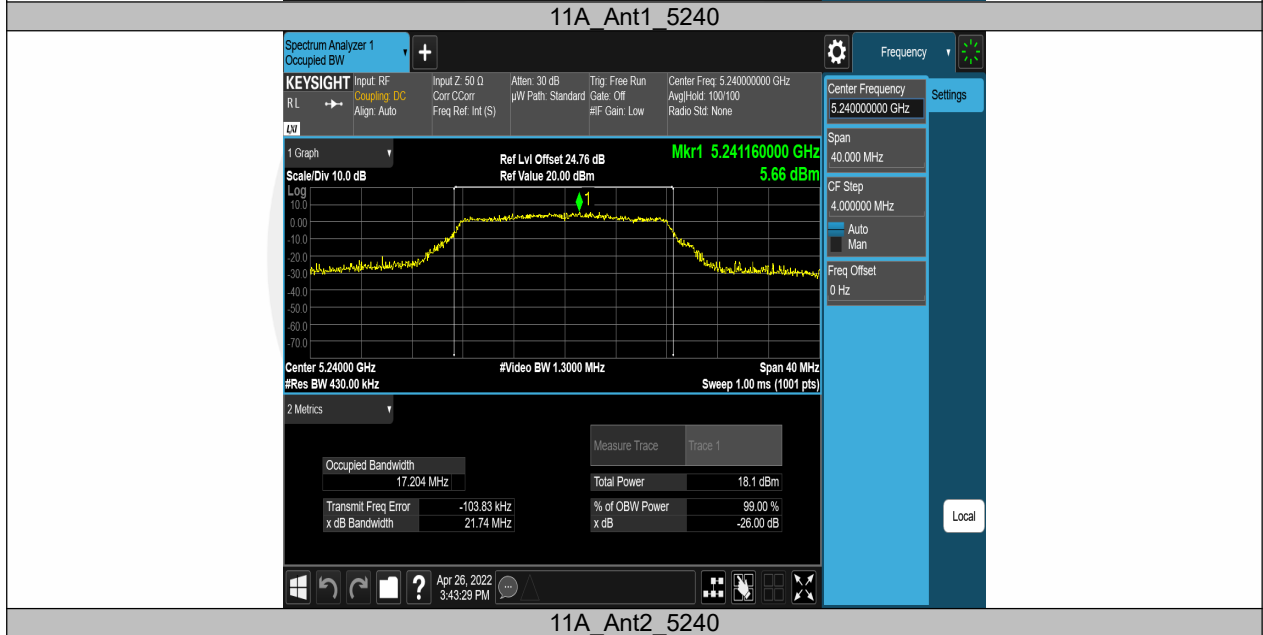 11A_Ant1_5240
Spectrum Analyzer 1
Occupied BW
Frequency
KEYSIGHT
RL
LXI
Input: RF
Coupling: DC
Align: Auto
Input Z: 50 Ω
Corr CCorr
Freq Ref: Int (S)
Atten: 30 dB
µW Path: Standard
Trig: Free Run
Gate: Off
#IF Gain: Low
Center Freq: 5.240000000 GHz
Avg|Hold: 100/100
Radio Std: None
Center Frequency
5.240000000 GHz
Settings
Span
40.000 MHz
CF Step
4.000000 MHz
Auto
Man
Freq Offset
0 Hz
Local
1 Graph
Scale/Div 10.0 dB
Ref Lvl Offset 24.76 dB
Ref Value 20.00 dBm
Mkr1 5.241160000 GHz
5.66 dBm
Log
1
10.0
0.00
-10.0
-20.0
-30.0
-40.0
-50.0
-60.0
-70.0
Center 5.24000 GHz
#Res BW 430.00 kHz
#Video BW 1.3000 MHz
Span 40 MHz
Sweep 1.00 ms (1001 pts)
2 Metrics
Measure Trace Trace 1
Occupied Bandwidth
17.204 MHz
Total Power 18.1 dBm
Transmit Freq Error -103.83 kHz
% of OBW Power 99.00 %
x dB Bandwidth 21.74 MHz
x dB -26.00 dB
?
Apr 26, 2022
3:43:29 PM
11A_Ant2_5240